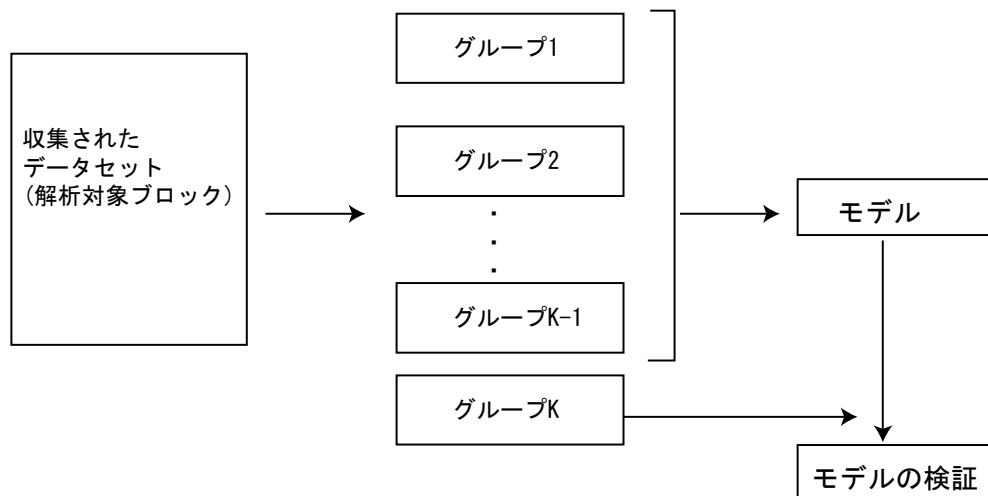 収集された
データセット
(解析対象ブロック)
グループ1
グループ2
・
・
・
グループK-1
グループK
モデル
モデルの検証